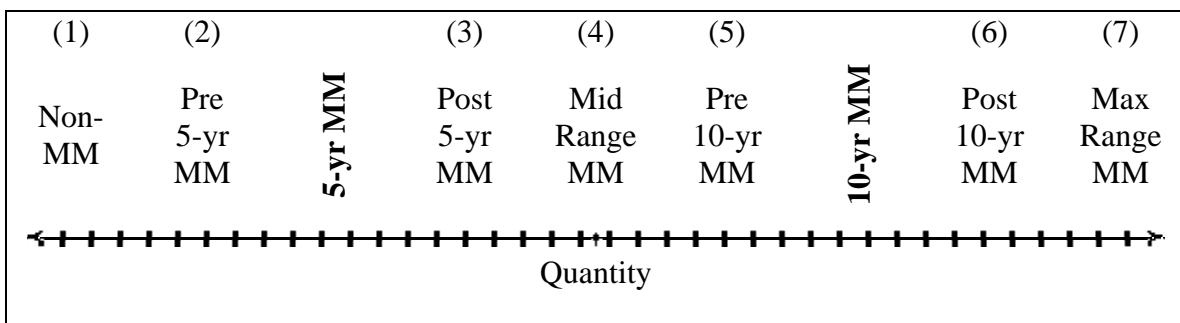 (1) (2) (3) (4) (5) (6) (7)
Non-
MM
Pre
5-yr
MM
5-yr MM
Post
5-yr
MM
Mid
Range
MM
Pre
10-yr
MM
10-yr MM
Post
10-yr
MM
Max
Range
MM
Quantity